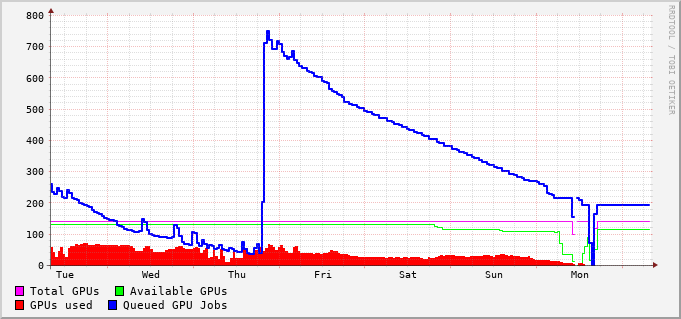 800
700
600
500
400
300
200
100
0
Tue Wed Thu Fri Sat Sun Mon
Total GPUs Available GPUs
GPUs used Queued GPU Jobs
RRDTOOL / TOBI OETIKER